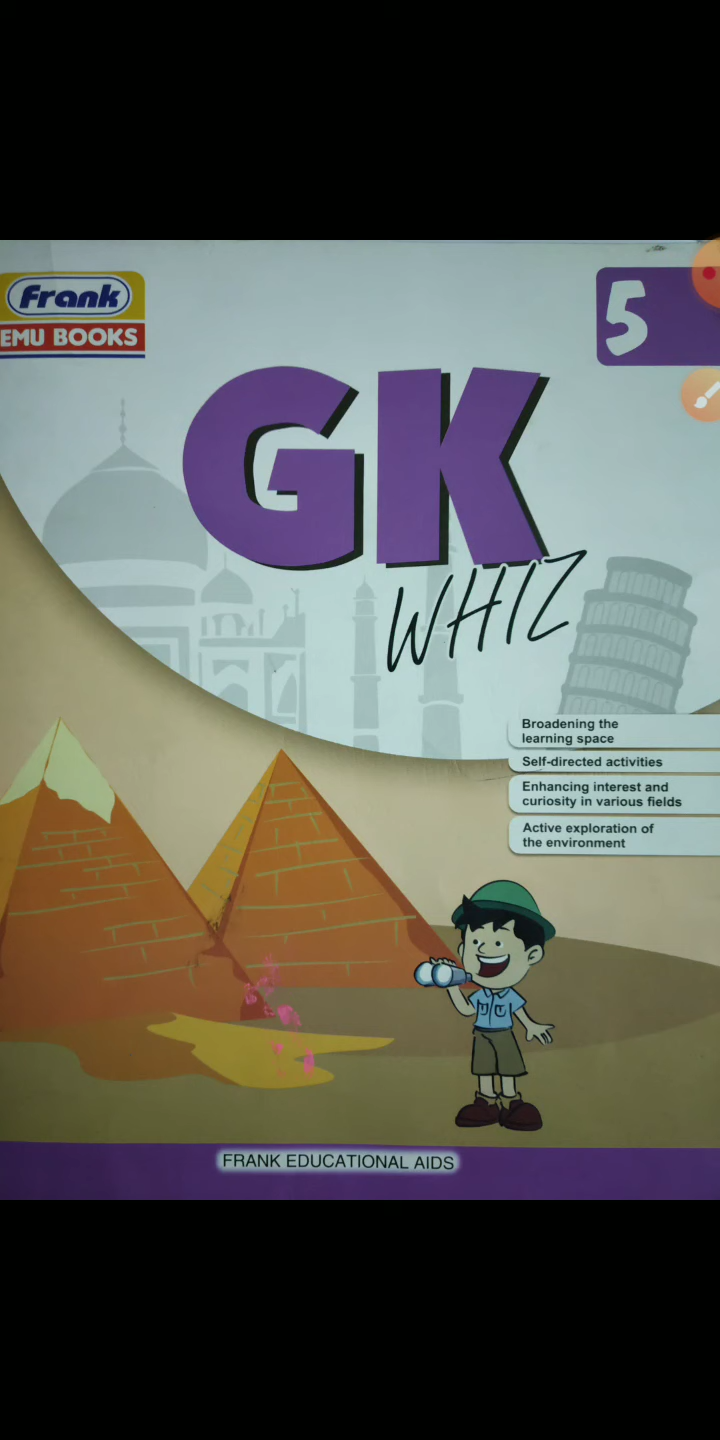 Frank
EMU BOOKS
5
GK
WHIZ
Broadening the
learning space
Self-directed activities
Enhancing interest and
curiosity in various fields
Active exploration of
the environment
FRANK EDUCATIONAL AIDS